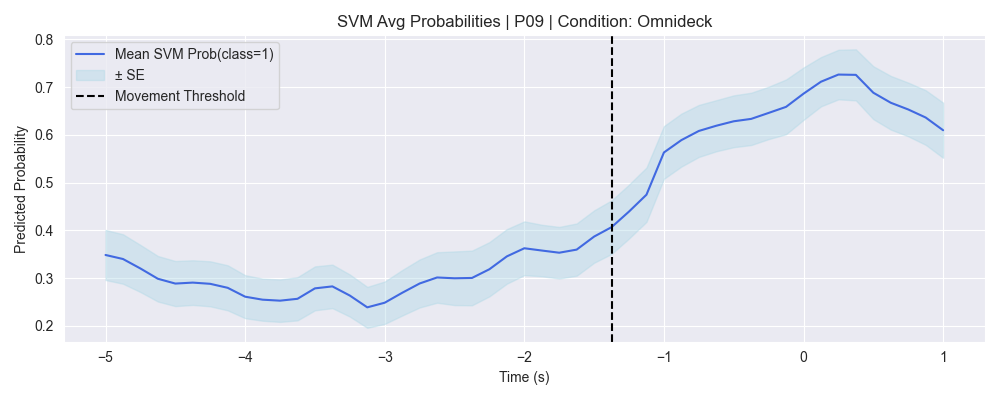 SVM Avg Probabilities | P09 | Condition: Omnideck
Mean SVM Prob(class=1)
± SE
Movement Threshold
Predicted Probability
0.8
0.7
0.6
0.5
0.4
0.3
0.2
−5
−4
−3
−2
−1
0
1
Time (s)